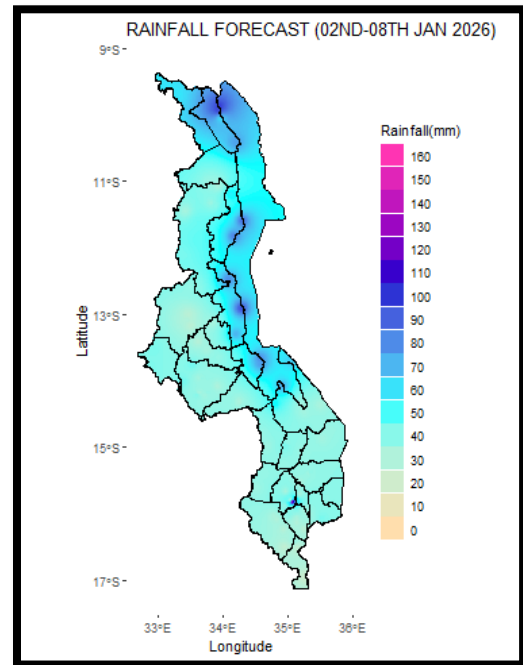 RAINFALL FORECAST (02ND-08TH JAN 2026)
9°S
11°S
13°S
15°S
17°S
Latitude
33°E
34°E
35°E
36°E
Longitude
Rainfall(mm)
160
150
140
130
120
110
100
90
80
70
60
50
40
30
20
10
0